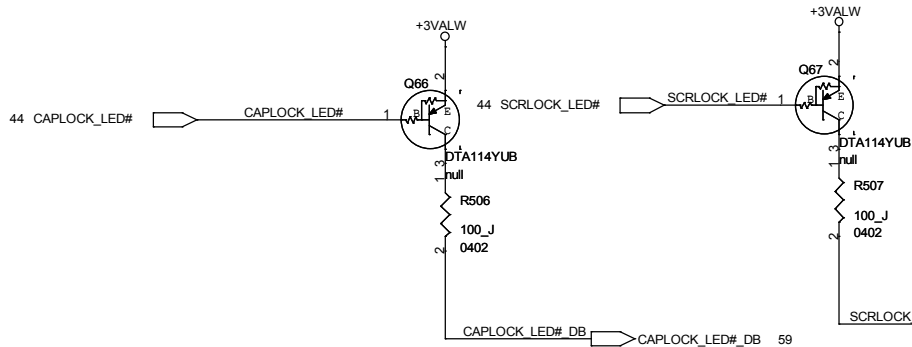 +3VALW
2
Q66
44 CAPLOCK_LED#
CAPLOCK_LED#
1
B
E
C
DTA114YUB
3
null
1
R506
100_J
0402
2
CAPLOCK_LED#_DB
CAPLOCK_LED#_DB 59
+3VALW
2
Q67
44 SCRLOCK_LED#
SCRLOCK_LED#
1
B
E
C
DTA114YUB
3
null
1
R507
100_J
0402
2
SCRLOCK